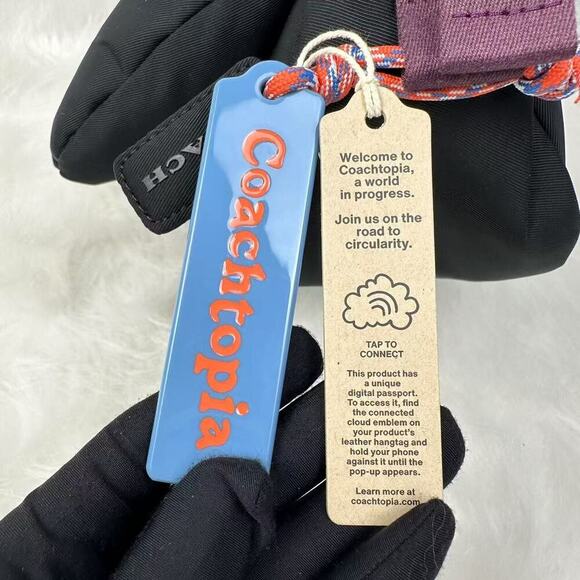 COACH
Coachtopia
Welcome to
Coachtopia,
a world
in progress.
Join us on the
road to
circularity.
TAP TO
CONNECT
This product has
a unique
digital passport.
To access it, find
the connected
cloud emblem on
your product's
leather hangtag and
hold your phone
against it until the
pop-up appears.
Learn more at
coachtopia.com